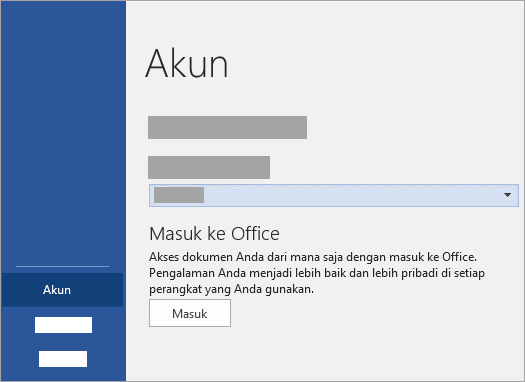 Akun
Masuk ke Office
Akses dokumen Anda dari mana saja dengan masuk ke Office.
Pengalaman Anda menjadi lebih baik dan lebih pribadi di setiap
perangkat yang Anda gunakan.
Masuk
Akun